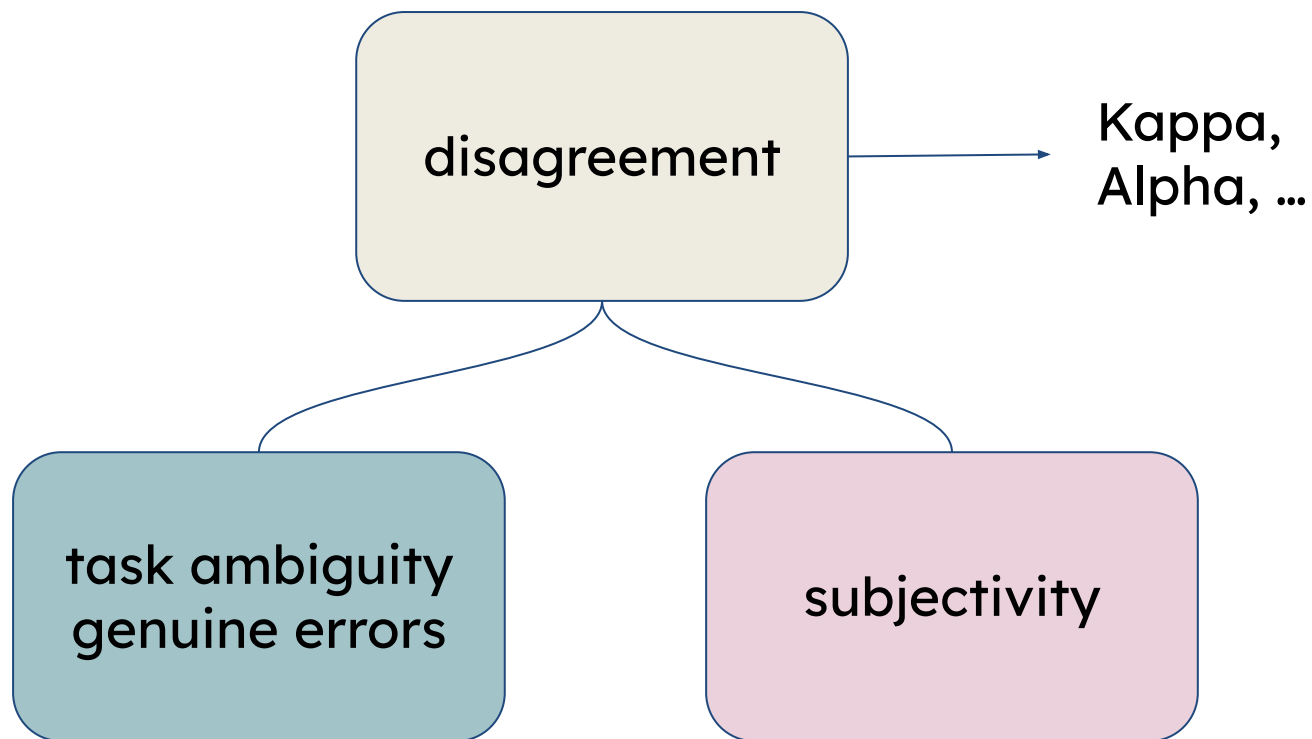 disagreement
Kappa,
Alpha, ...
task ambiguity
genuine errors
subjectivity